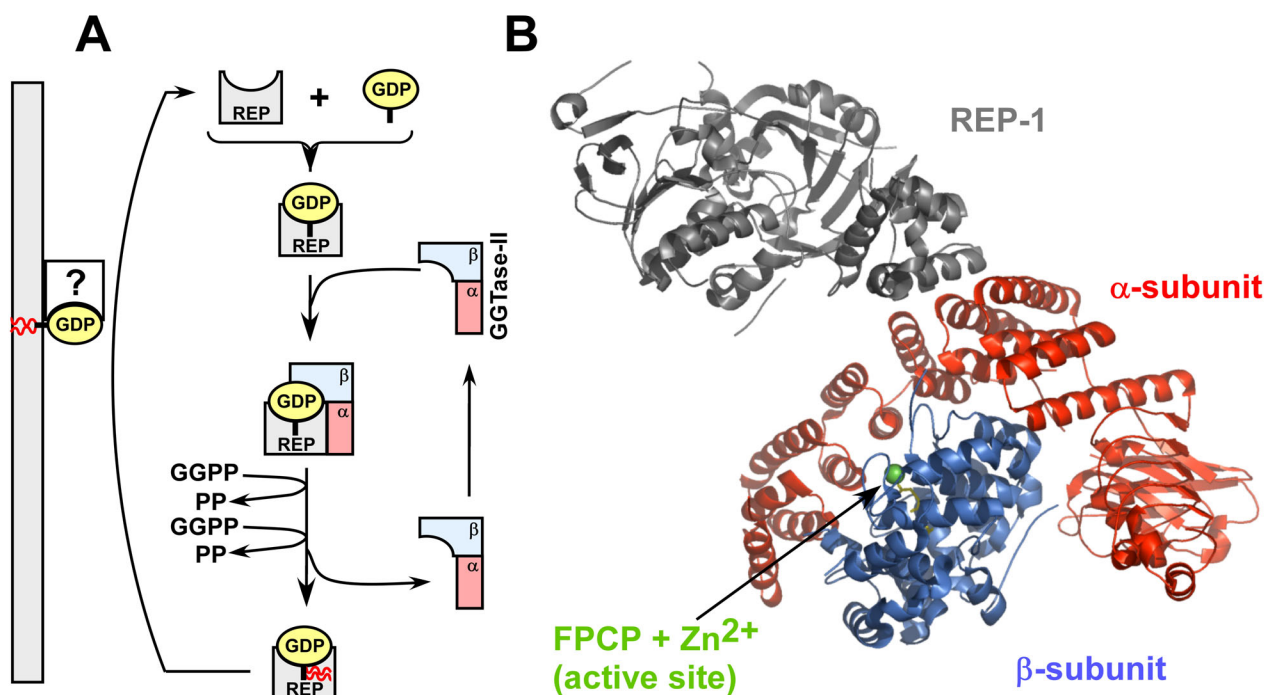 A
REP
+
GDP
GDP
REP
β
α
GGTase-II
?
GDP
β
GDP
α
REP
GGPP
PP
GGPP
PP
β
α
GDP
REP
B
REP-1
α-subunit
FPCP + Zn²⁺
(active site)
β-subunit